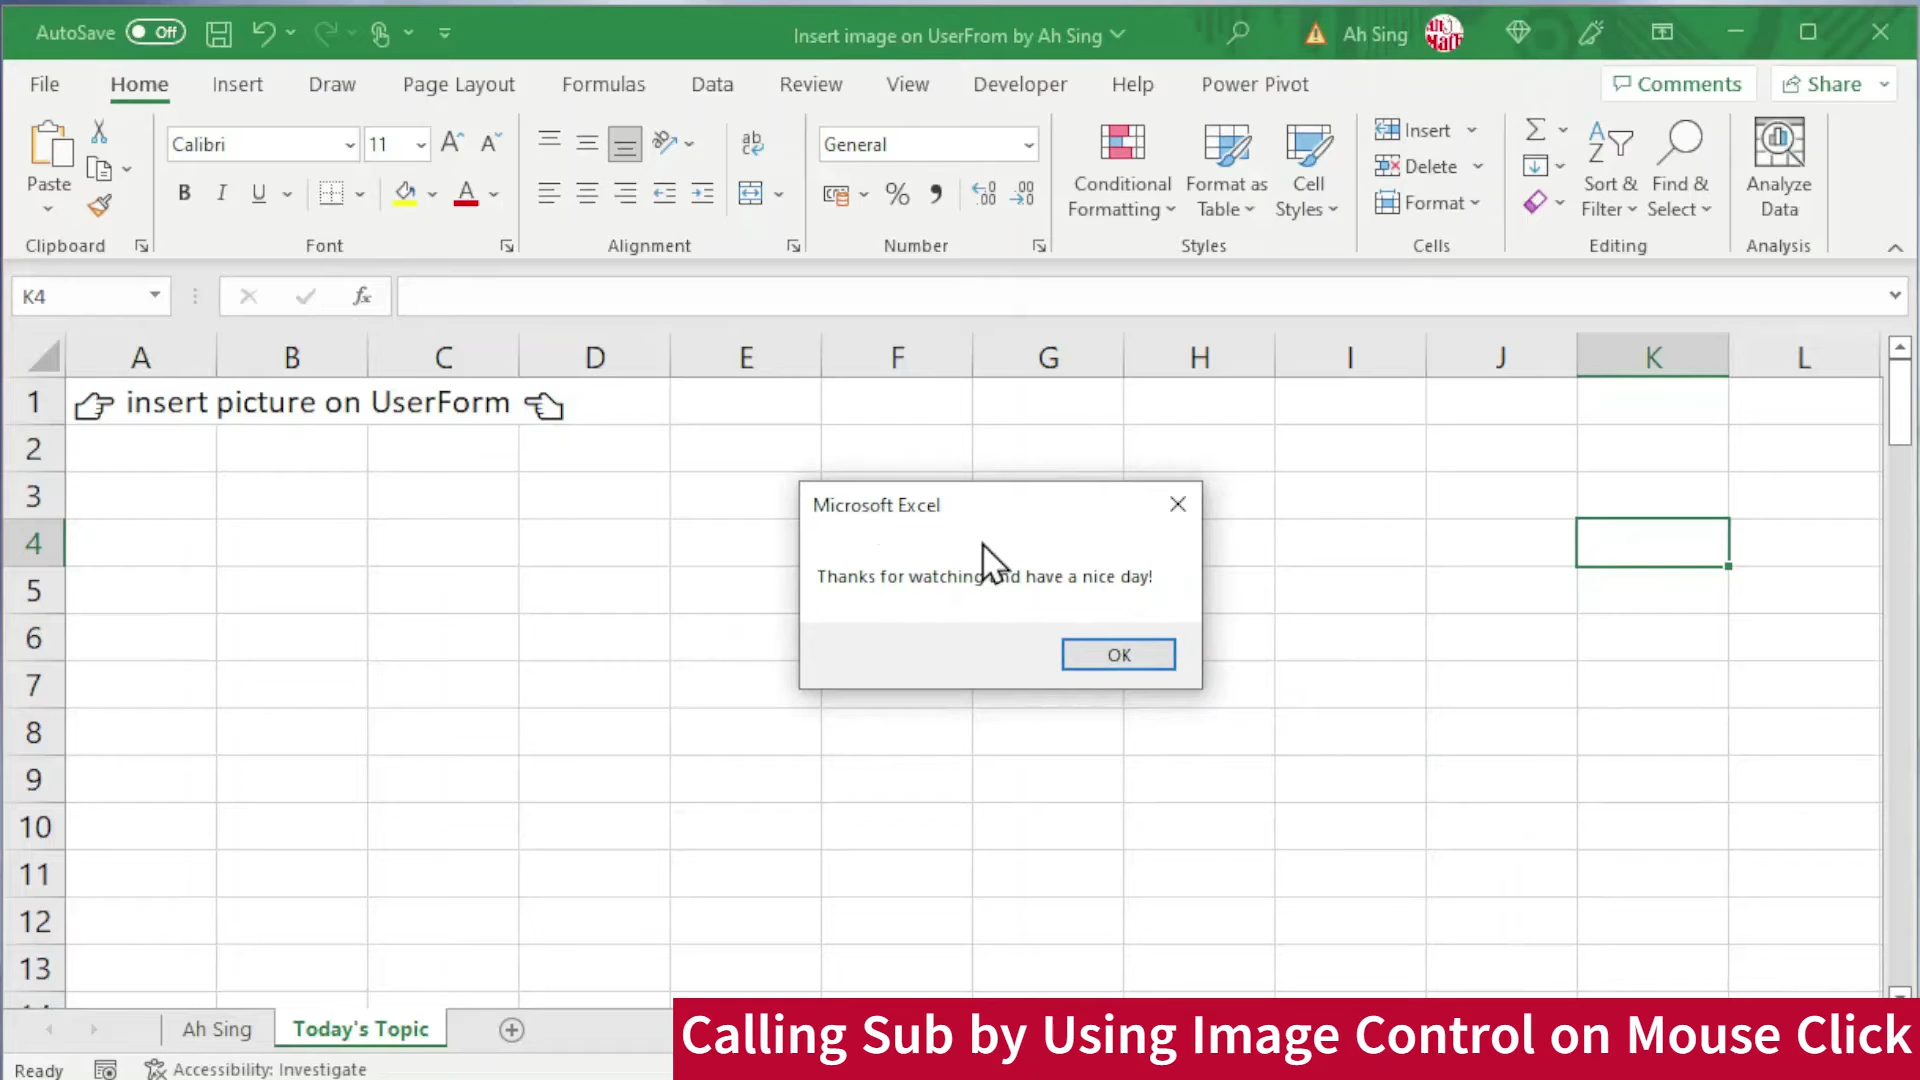 AutoSave Off Insert image on UserFrom by Ah Sing Ah Sing
File Home Insert Draw Page Layout Formulas Data Review View Developer Help Power Pivot Comments Share
Paste
Clipboard
Calibri 11
B I U
Font
Alignment
General
Number
Conditional Formatting
Format as Table
Cell Styles
Styles
Insert
Delete
Format
Cells
Sort & Filter
Find & Select
Editing
Analyze Data
Analysis
K4 fx
A B C D E F G H I J K L
1 insert picture on UserForm
2
3
4
5
6
7
8
9
10
11
12
13
Microsoft Excel
Thanks for watching and have a nice day!
OK
Ah Sing Today's Topic
Ready Accessibility: Investigate
Calling Sub by Using Image Control on Mouse Click